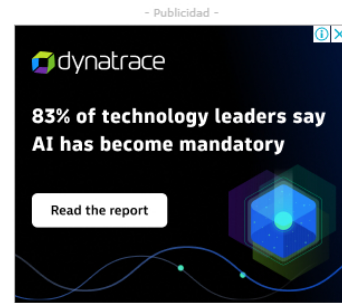 - Publicidad -
dynatrace
83% of technology leaders say
AI has become mandatory
Read the report